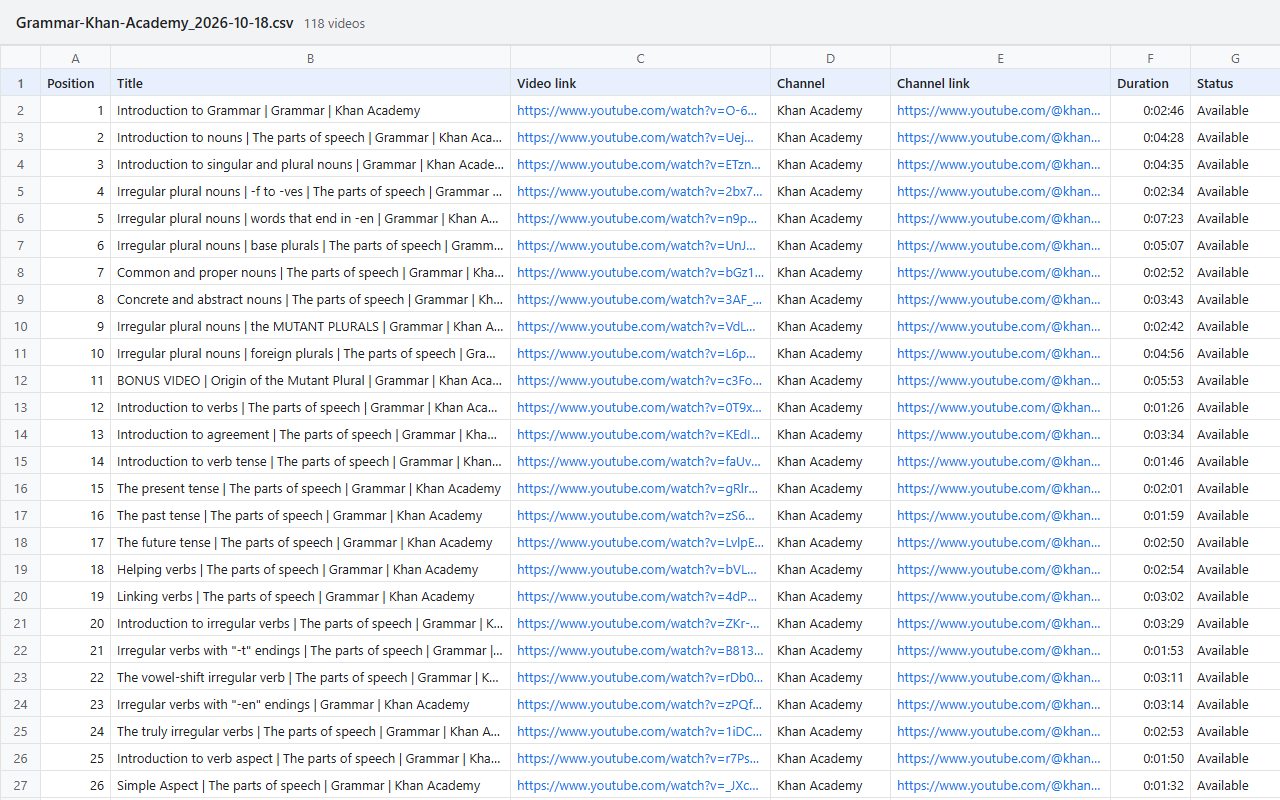 Grammar-Khan-Academy_2026-10-18.csv 118 videos
A B C D E F G
1 Position Title Video link Channel Channel link Duration Status
2 1 Introduction to Grammar | Grammar | Khan Academy https://www.youtube.com/watch?v=O-6... Khan Academy https://www.youtube.com/@khan... 0:02:46 Available
3 2 Introduction to nouns | The parts of speech | Grammar | Khan Aca... https://www.youtube.com/watch?v=Uej... Khan Academy https://www.youtube.com/@khan... 0:04:28 Available
4 3 Introduction to singular and plural nouns | Grammar | Khan Acade... https://www.youtube.com/watch?v=ETzn... Khan Academy https://www.youtube.com/@khan... 0:04:35 Available
5 4 Irregular plural nouns | -f to -ves | The parts of speech | Grammar ... https://www.youtube.com/watch?v=2bx7... Khan Academy https://www.youtube.com/@khan... 0:02:34 Available
6 5 Irregular plural nouns | words that end in -en | Grammar | Khan A... https://www.youtube.com/watch?v=n9p... Khan Academy https://www.youtube.com/@khan... 0:07:23 Available
7 6 Irregular plural nouns | base plurals | The parts of speech | Gramm... https://www.youtube.com/watch?v=UnJ... Khan Academy https://www.youtube.com/@khan... 0:05:07 Available
8 7 Common and proper nouns | The parts of speech | Grammar | Kha... https://www.youtube.com/watch?v=bGz1... Khan Academy https://www.youtube.com/@khan... 0:02:52 Available
9 8 Concrete and abstract nouns | The parts of speech | Grammar | Kh... https://www.youtube.com/watch?v=3AF_... Khan Academy https://www.youtube.com/@khan... 0:03:43 Available
10 9 Irregular plural nouns | the MUTANT PLURALS | Grammar | Khan A... https://www.youtube.com/watch?v=VdL... Khan Academy https://www.youtube.com/@khan... 0:02:42 Available
11 10 Irregular plural nouns | foreign plurals | The parts of speech | Gra... https://www.youtube.com/watch?v=L6p... Khan Academy https://www.youtube.com/@khan... 0:04:56 Available
12 11 BONUS VIDEO | Origin of the Mutant Plural | Grammar | Khan Aca... https://www.youtube.com/watch?v=c3Fo... Khan Academy https://www.youtube.com/@khan... 0:05:53 Available
13 12 Introduction to verbs | The parts of speech | Grammar | Khan Aca... https://www.youtube.com/watch?v=0T9x... Khan Academy https://www.youtube.com/@khan... 0:01:26 Available
14 13 Introduction to agreement | The parts of speech | Grammar | Kha... https://www.youtube.com/watch?v=KEdI... Khan Academy https://www.youtube.com/@khan... 0:03:34 Available
15 14 Introduction to verb tense | The parts of speech | Grammar | Khan... https://www.youtube.com/watch?v=faUv... Khan Academy https://www.youtube.com/@khan... 0:01:46 Available
16 15 The present tense | The parts of speech | Grammar | Khan Academy https://www.youtube.com/watch?v=gRlr... Khan Academy https://www.youtube.com/@khan... 0:02:01 Available
17 16 The past tense | The parts of speech | Grammar | Khan Academy https://www.youtube.com/watch?v=zS6... Khan Academy https://www.youtube.com/@khan... 0:01:59 Available
18 17 The future tense | The parts of speech | Grammar | Khan Academy https://www.youtube.com/watch?v=LvlpE... Khan Academy https://www.youtube.com/@khan... 0:02:50 Available
19 18 Helping verbs | The parts of speech | Grammar | Khan Academy https://www.youtube.com/watch?v=bVL... Khan Academy https://www.youtube.com/@khan... 0:02:54 Available
20 19 Linking verbs | The parts of speech | Grammar | Khan Academy https://www.youtube.com/watch?v=4dP... Khan Academy https://www.youtube.com/@khan... 0:03:02 Available
21 20 Introduction to irregular verbs | The parts of speech | Grammar | K... https://www.youtube.com/watch?v=ZKr-... Khan Academy https://www.youtube.com/@khan... 0:03:29 Available
22 21 Irregular verbs with "-t" endings | The parts of speech | Grammar |... https://www.youtube.com/watch?v=B813... Khan Academy https://www.youtube.com/@khan... 0:01:53 Available
23 22 The vowel-shift irregular verb | The parts of speech | Grammar | K... https://www.youtube.com/watch?v=rDb0... Khan Academy https://www.youtube.com/@khan... 0:03:11 Available
24 23 Irregular verbs with "-en" endings | Grammar | Khan Academy https://www.youtube.com/watch?v=zPQf... Khan Academy https://www.youtube.com/@khan... 0:03:14 Available
25 24 The truly irregular verbs | The parts of speech | Grammar | Khan A... https://www.youtube.com/watch?v=1iDC... Khan Academy https://www.youtube.com/@khan... 0:02:53 Available
26 25 Introduction to verb aspect | The parts of speech | Grammar | Kha... https://www.youtube.com/watch?v=r7Ps... Khan Academy https://www.youtube.com/@khan... 0:01:50 Available
27 26 Simple Aspect | The parts of speech | Grammar | Khan Academy https://www.youtube.com/watch?v=_JXc... Khan Academy https://www.youtube.com/@khan... 0:01:32 Available